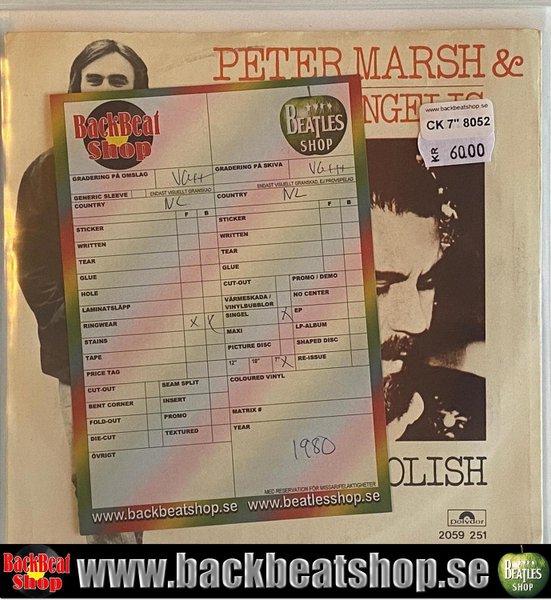 PETER MARSH &
NGELIS
www.backbeatshop.se
CK 7" 8052
KR 60.00
BackBeat
Shop
BEATLES
SHOP
GRADERING PÅ OMSLAG VG++
GRADERING PÅ SKIVA VG++
GENERIC SLEEVE ENDAST VISUELLT GRANSKAD
ENDAST VISUELLT GRANSKAD, EJ PROVSPELAD
COUNTRY NL
COUNTRY NL
F B
F B
STICKER
STICKER
WRITTEN
WRITTEN
TEAR
TEAR
GLUE
GLUE
HOLE
CUT-OUT
PROMO / DEMO
LAMINATSLÄPP
VÄRMESKADA /
VINYLBUBBLOR
NO CENTER
RINGWEAR X X
SINGEL X
EP
STAINS
MAXI
LP-ALBUM
TAPE
PICTURE DISC
SHAPED DISC
PRICE TAG
12" 10" 7" X
RE-ISSUE
CUT-OUT
SEAM SPLIT
COLOURED VINYL
BENT CORNER
INSERT
FOLD-OUT
PROMO
MATRIX #
DIE-CUT
TEXTURED
YEAR
ÖVRIGT
1980
MED RESERVATION FÖR MISSAR/FELAKTIGHETER
www.backbeatshop.se www.beatlesshop.se
OLISH
Polydor
2059 251
BackBeat
Shop
www.backbeatshop.se
BEATLES
SHOP